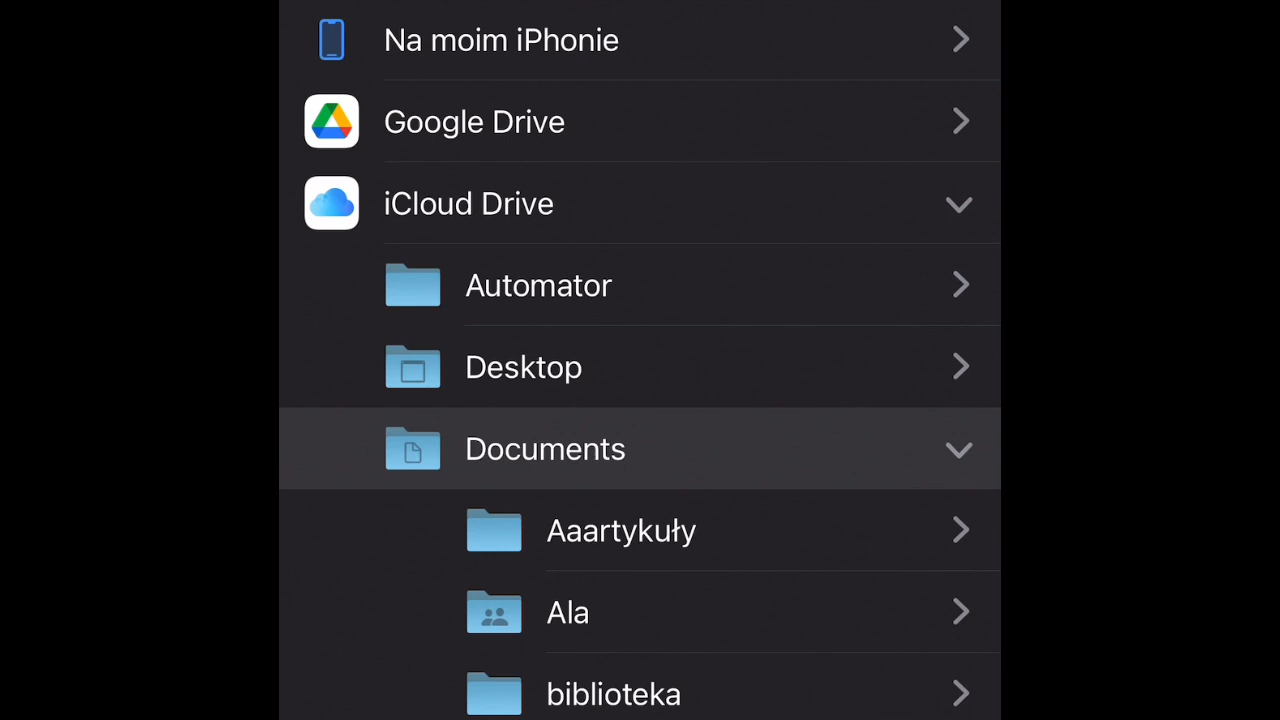 Na moim iPhonie
Google Drive
iCloud Drive
Automator
Desktop
Documents
Aaartykuły
Ala
biblioteka